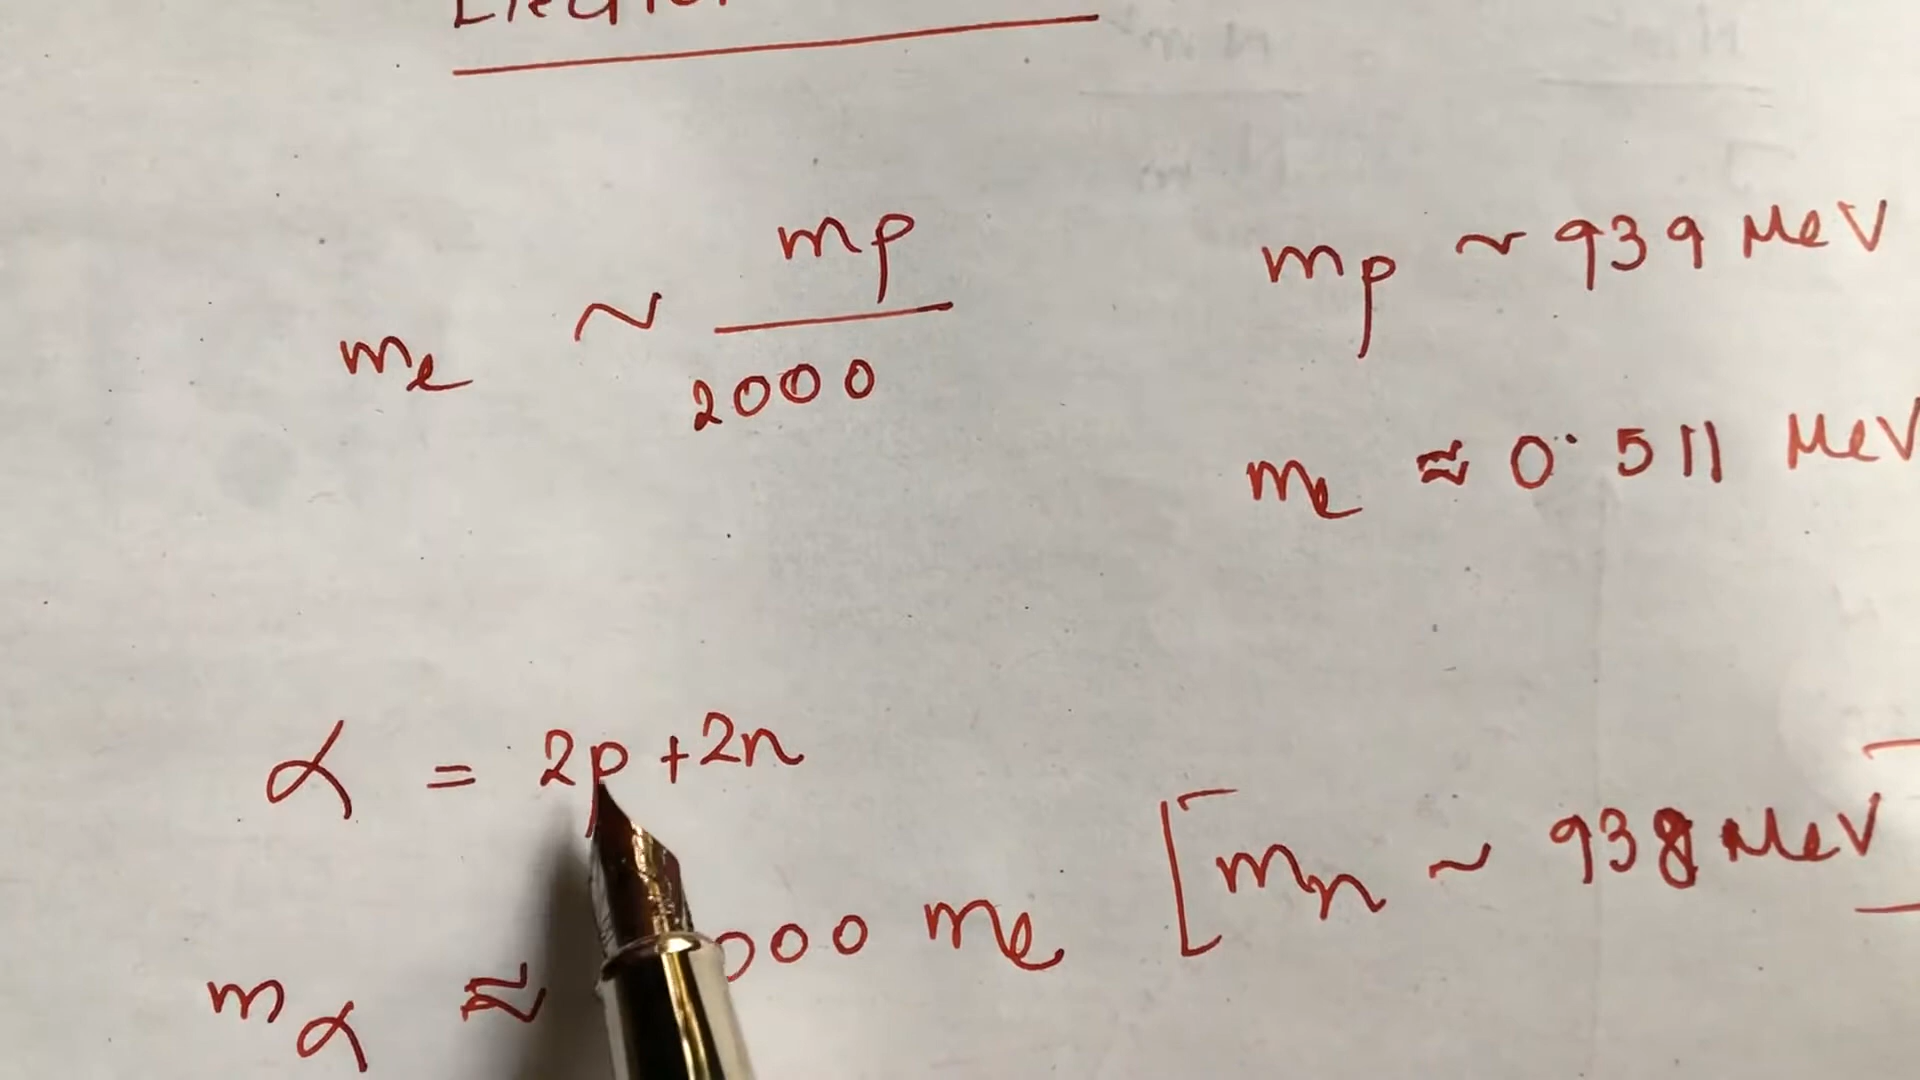 me ~ mp / 2000
mp ~ 939 MeV
me ≈ 0.511 MeV
α = 2p + 2n
[mn ~ 938 MeV
mα ≈ 000 me